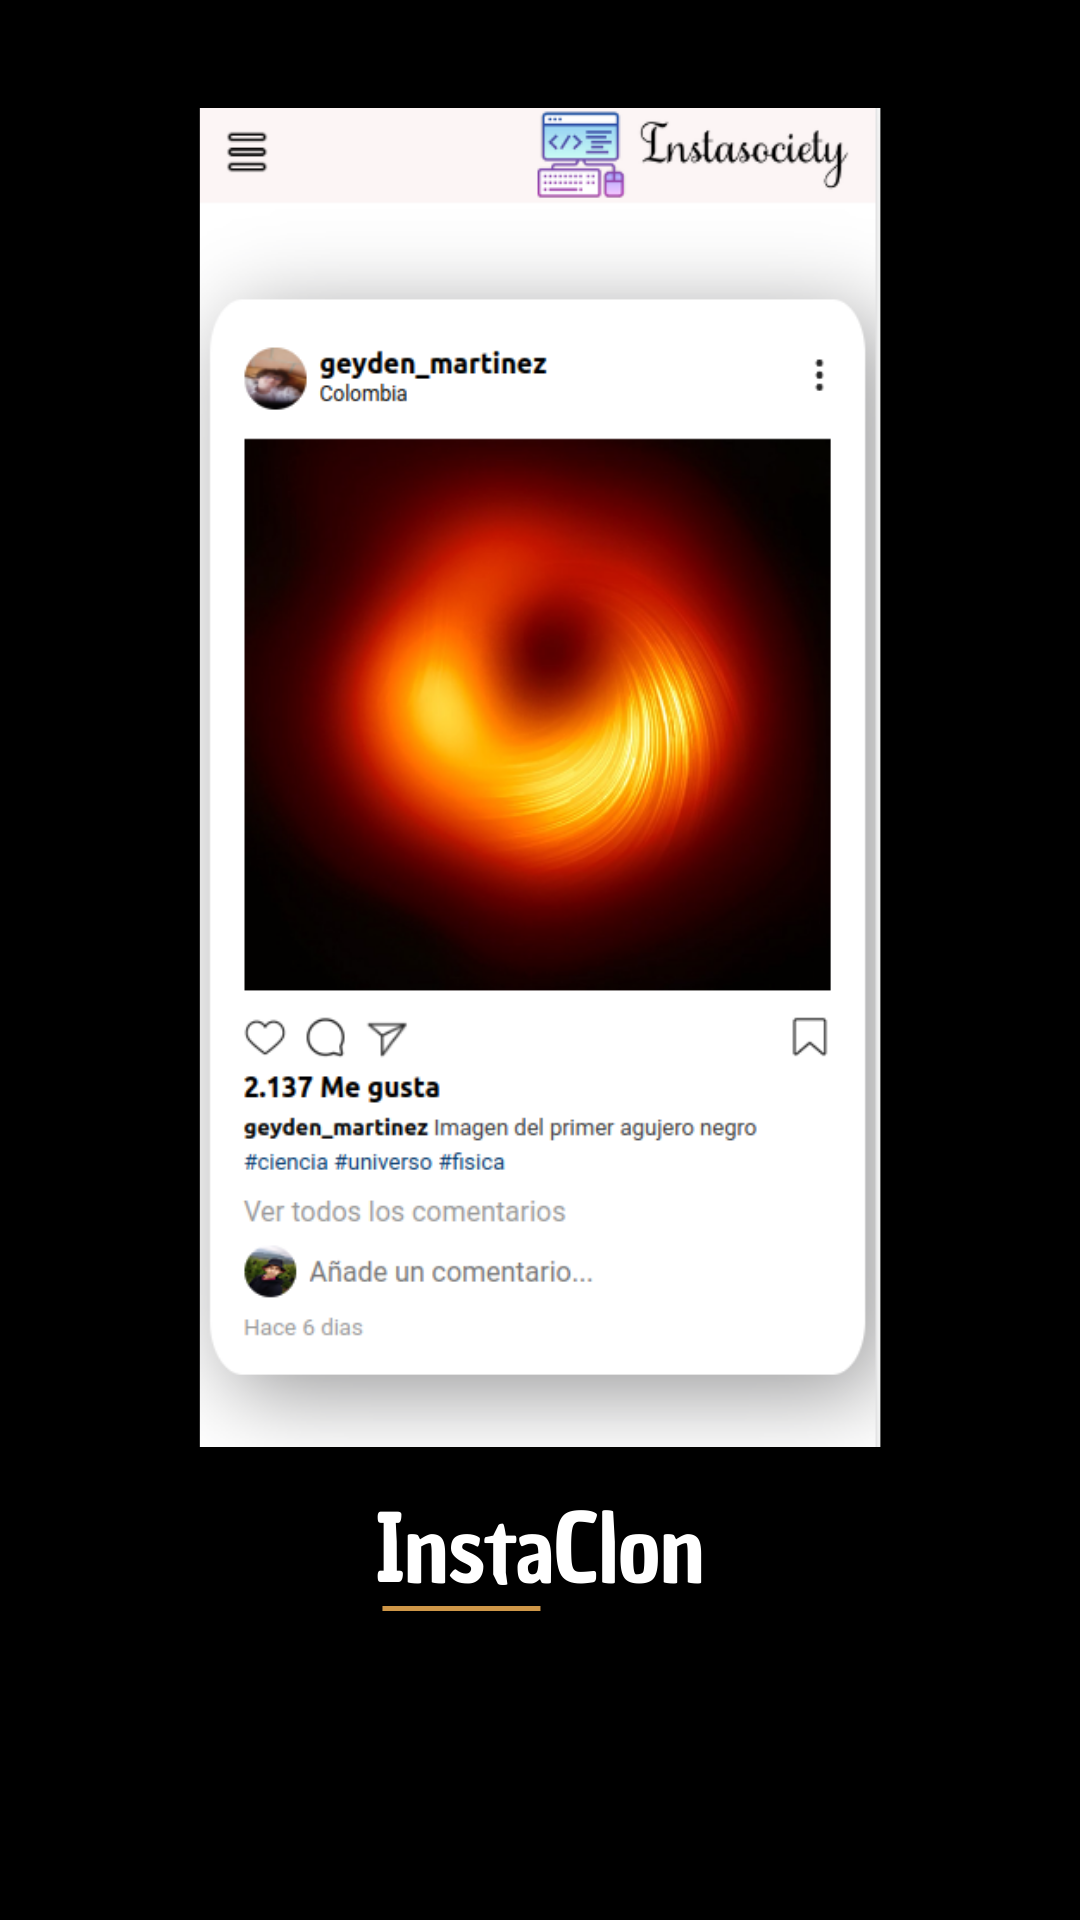 Instasociety
geyden_martinez
Colombia
2.137 Me gusta
geyden_martinez Imagen del primer agujero negro
#ciencia #universo #fisica
Ver todos los comentarios
Añade un comentario...
Hace 6 dias
InstaClon